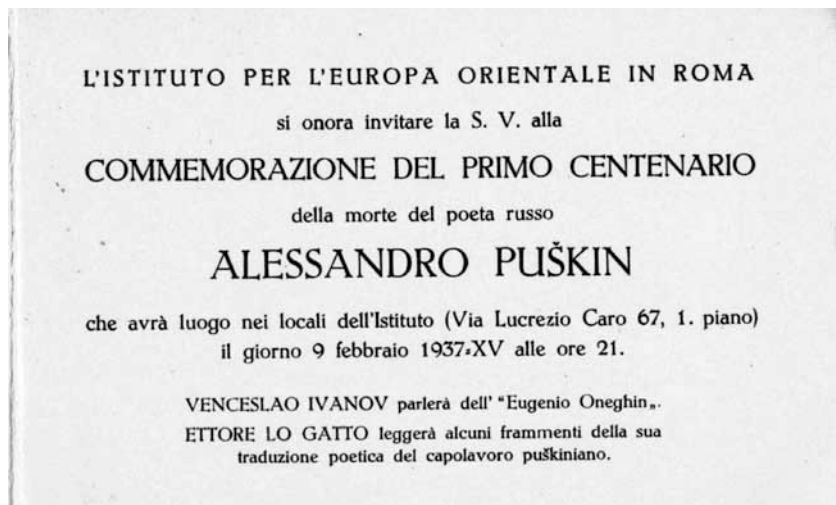 L'ISTITUTO PER L'EUROPA ORIENTALE IN ROMA
si onora invitare la S. V. alla
COMMEMORAZIONE DEL PRIMO CENTENARIO
della morte del poeta russo
ALESSANDRO PUŠKIN
che avrà luogo nei locali dell'Istituto (Via Lucrezio Caro 67, 1. piano)
il giorno 9 febbraio 1937-XV alle ore 21.
VENCESLAO IVANOV parlerà dell' "Eugenio Oneghin„.
ETTORE LO GATTO leggerà alcuni frammenti della sua
traduzione poetica del capolavoro puškiniano.